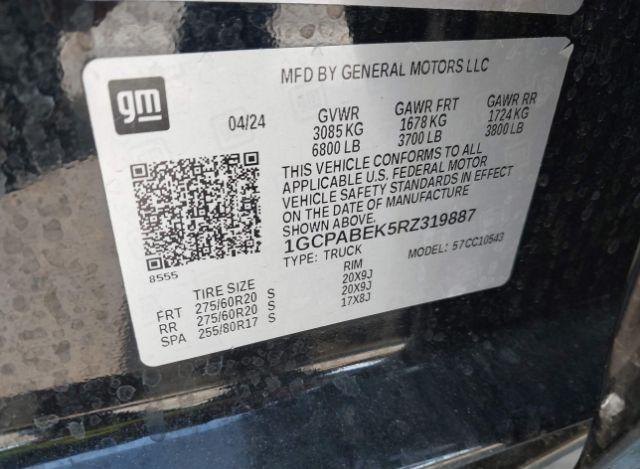 gm
MFD BY GENERAL MOTORS LLC
04/24 GVWR GAWR FRT GAWR RR
3085 KG 1678 KG 1724 KG
6800 LB 3700 LB 3800 LB
THIS VEHICLE CONFORMS TO ALL
APPLICABLE U.S. FEDERAL MOTOR
VEHICLE SAFETY STANDARDS IN EFFECT
ON THE DATE OF MANUFACTURE
SHOWN ABOVE.
1GCPABEK5RZ319887
TYPE: TRUCK MODEL: 57CC10543
8555
TIRE SIZE RIM
FRT 275/60R20 S 20X9J
RR 275/60R20 S 20X9J
SPA 255/80R17 S 17X8J